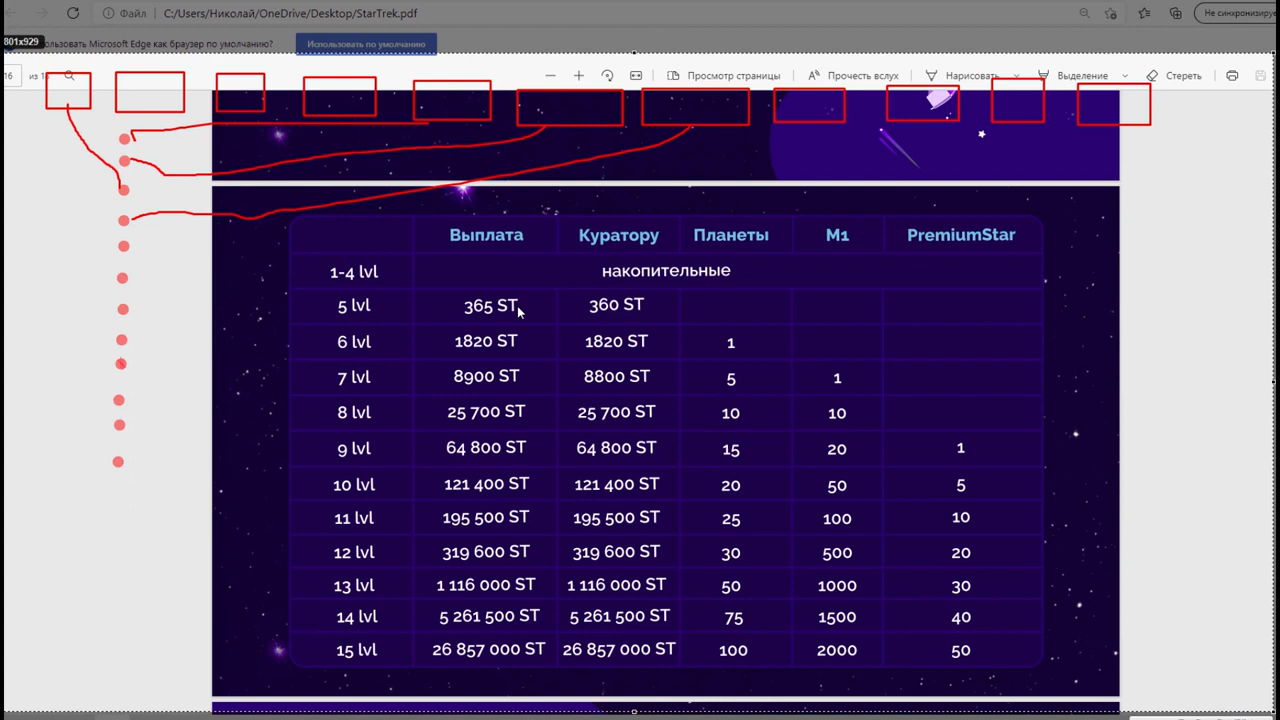 Файл
C:/Users/Николай/OneDrive/Desktop/StarTrek.pdf
Не синхронизируе
801x929
ользовать Microsoft Edge как браузер по умолчанию?
Использовать по умолчанию
16 из 1
Просмотр страницы
Прочесть вслух
Нарисовать
Выделение
Стереть
Выплата Куратору Планеты M1 PremiumStar
1-4 lvl накопительные
5 lvl 365 ST 360 ST
6 lvl 1820 ST 1820 ST 1
7 lvl 8900 ST 8800 ST 5 1
8 lvl 25 700 ST 25 700 ST 10 10
9 lvl 64 800 ST 64 800 ST 15 20 1
10 lvl 121 400 ST 121 400 ST 20 50 5
11 lvl 195 500 ST 195 500 ST 25 100 10
12 lvl 319 600 ST 319 600 ST 30 500 20
13 lvl 1 116 000 ST 1 116 000 ST 50 1000 30
14 lvl 5 261 500 ST 5 261 500 ST 75 1500 40
15 lvl 26 857 000 ST 26 857 000 ST 100 2000 50